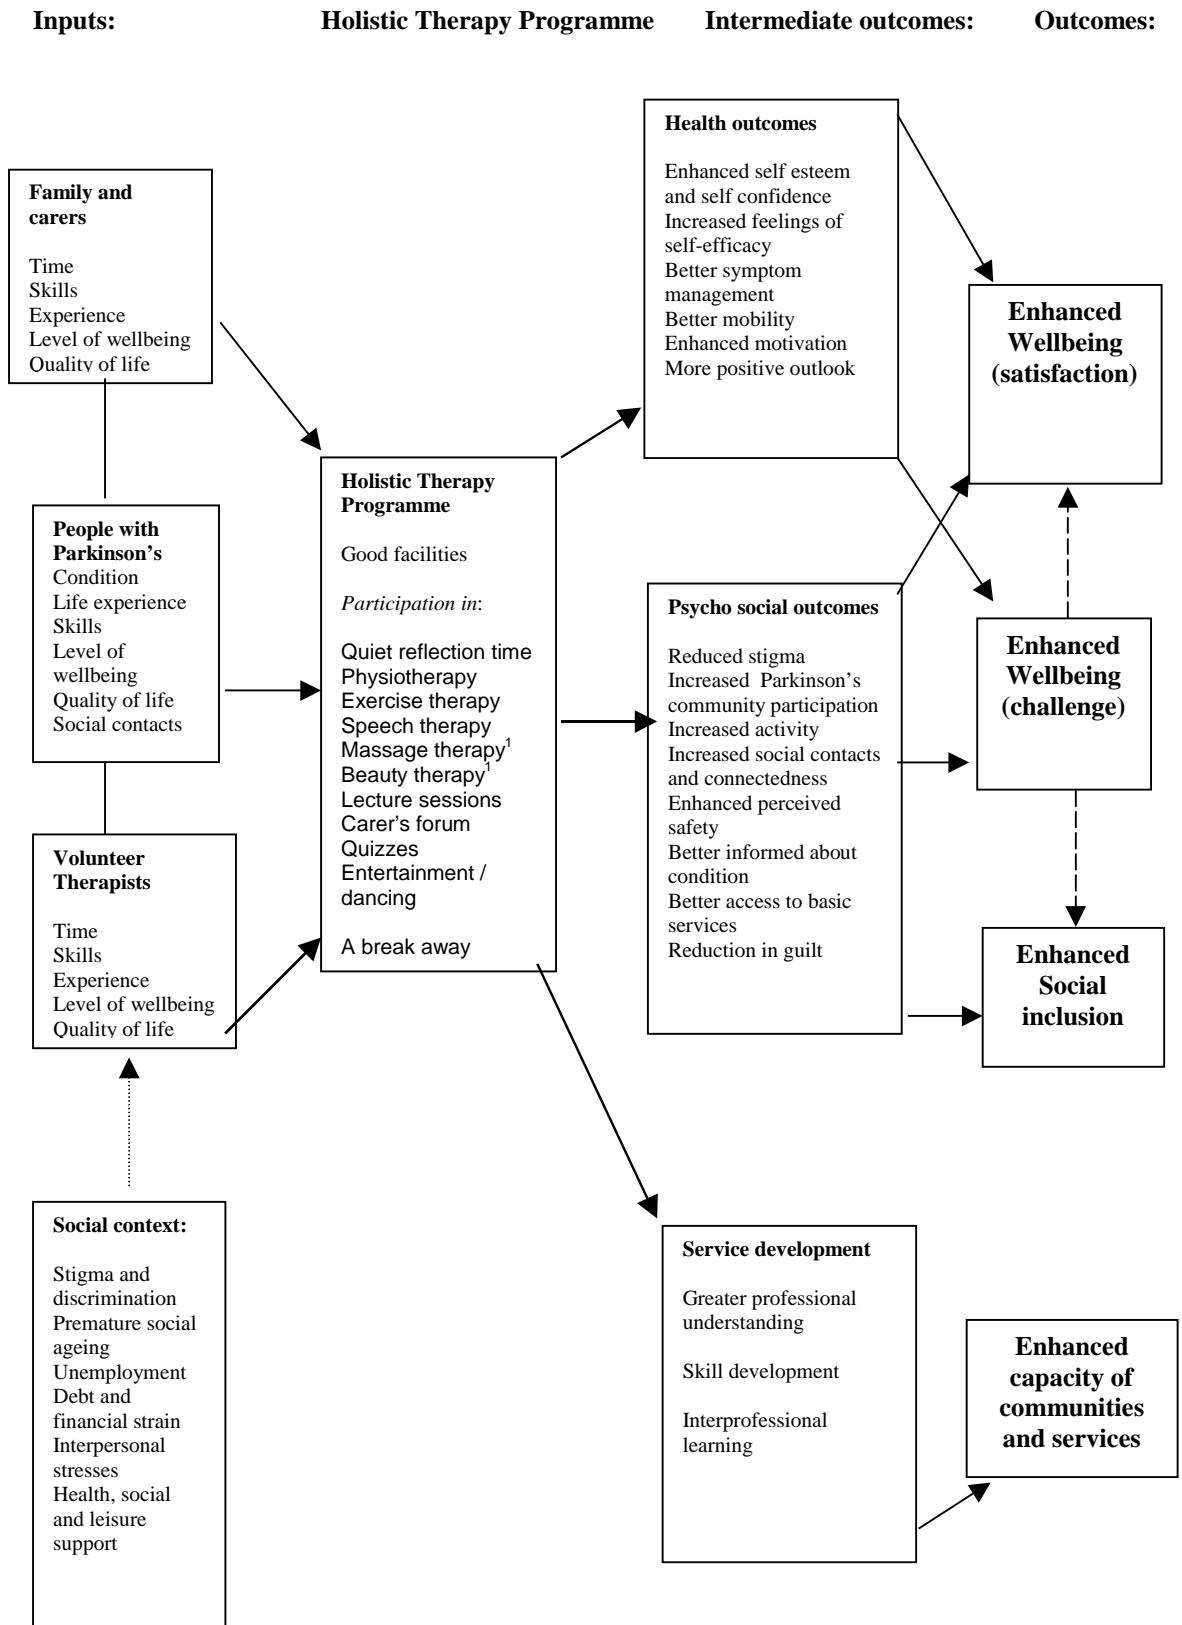 Inputs:
Holistic Therapy Programme
Intermediate outcomes:
Outcomes:
Family and
carers
Time
Skills
Experience
Level of wellbeing
Quality of life
People with
Parkinson's
Condition
Life experience
Skills
Level of
wellbeing
Quality of life
Social contacts
Volunteer
Therapists
Time
Skills
Experience
Level of wellbeing
Quality of life
Social context:
Stigma and
discrimination
Premature social
ageing
Unemployment
Debt and
financial strain
Interpersonal
stresses
Health, social
and leisure
support
Holistic Therapy
Programme
Good facilities
Participation in:
Quiet reflection time
Physiotherapy
Exercise therapy
Speech therapy
Massage therapy¹
Beauty therapy¹
Lecture sessions
Carer's forum
Quizzes
Entertainment /
dancing
A break away
Health outcomes
Enhanced self esteem
and self confidence
Increased feelings of
self-efficacy
Better symptom
management
Better mobility
Enhanced motivation
More positive outlook
Psycho social outcomes
Reduced stigma
Increased Parkinson's
community participation
Increased activity
Increased social contacts
and connectedness
Enhanced perceived
safety
Better informed about
condition
Better access to basic
services
Reduction in guilt
Service development
Greater professional
understanding
Skill development
Interprofessional
learning
Enhanced
Wellbeing
(satisfaction)
Enhanced
Wellbeing
(challenge)
Enhanced
Social
inclusion
Enhanced
capacity of
communities
and services